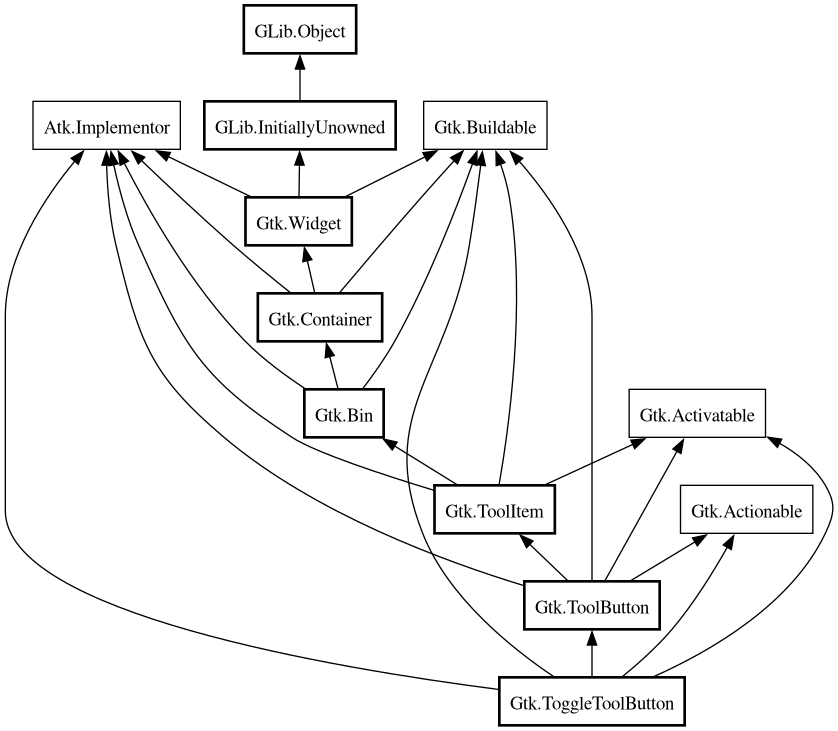 GLib.Object
Atk.Implementor
GLib.InitiallyUnowned
Gtk.Buildable
Gtk.Widget
Gtk.Container
Gtk.Bin
Gtk.Activatable
Gtk.ToolItem
Gtk.Actionable
Gtk.ToolButton
Gtk.ToggleToolButton